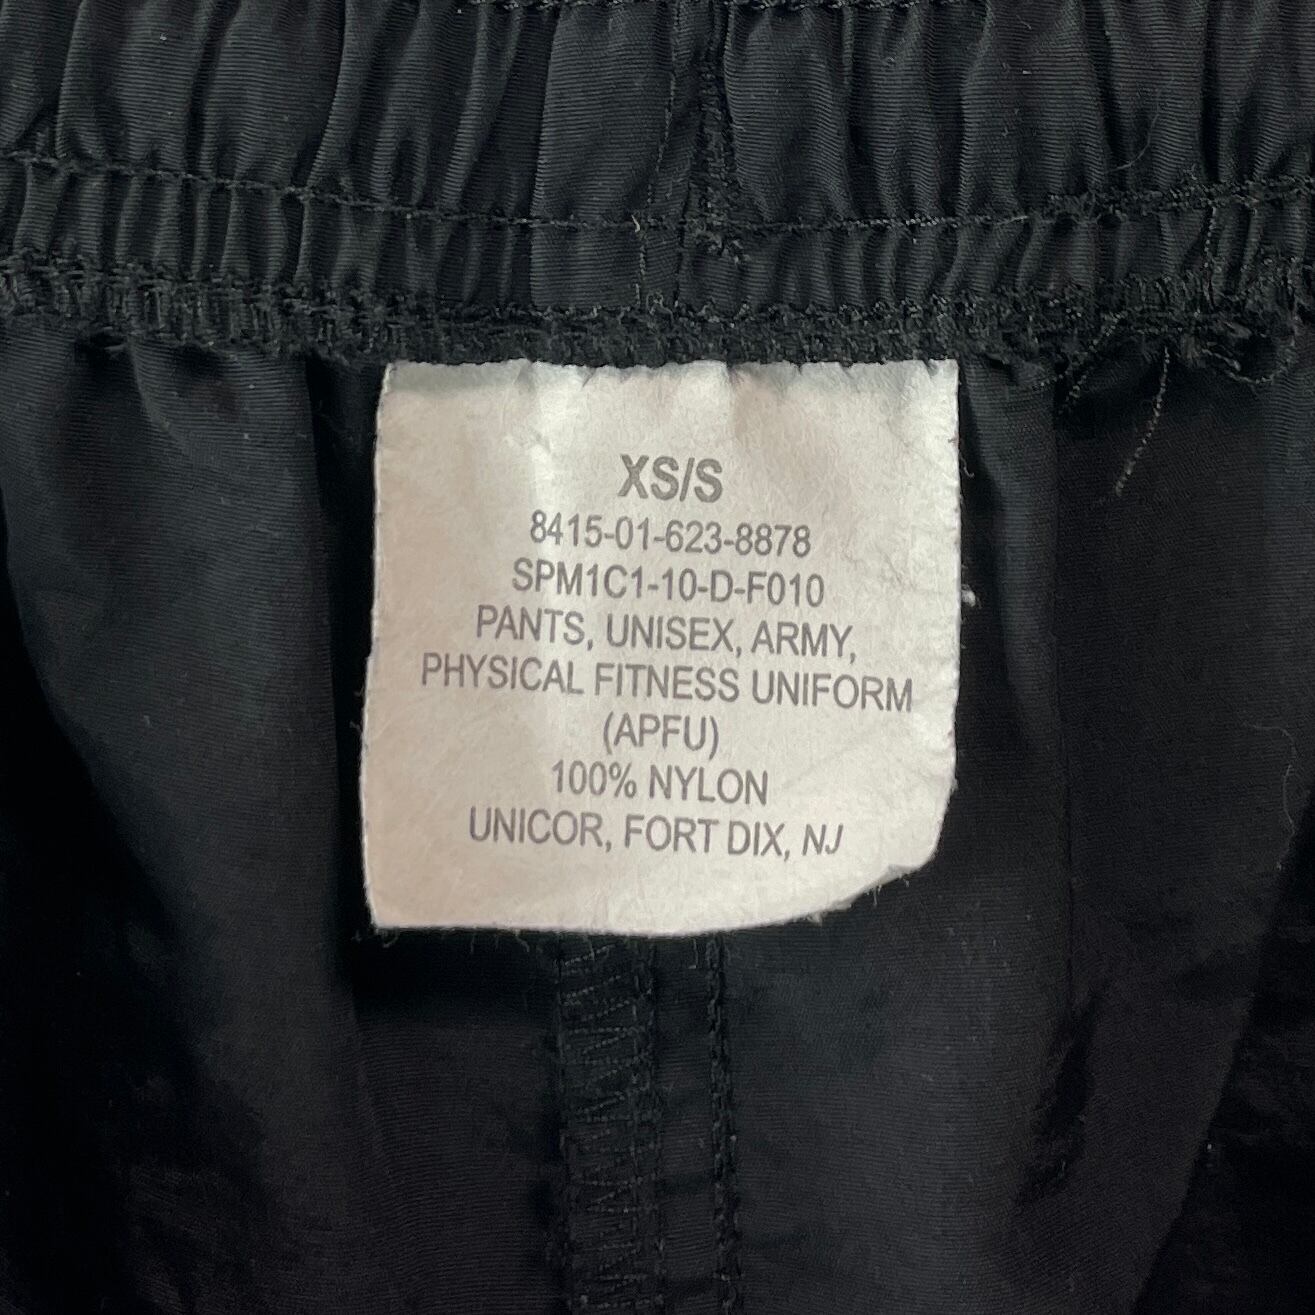 XS/S
8415-01-623-8878
SPM1C1-10-D-F010
PANTS, UNISEX, ARMY,
PHYSICAL FITNESS UNIFORM
(APFU)
100% NYLON
UNICOR, FORT DIX, NJ